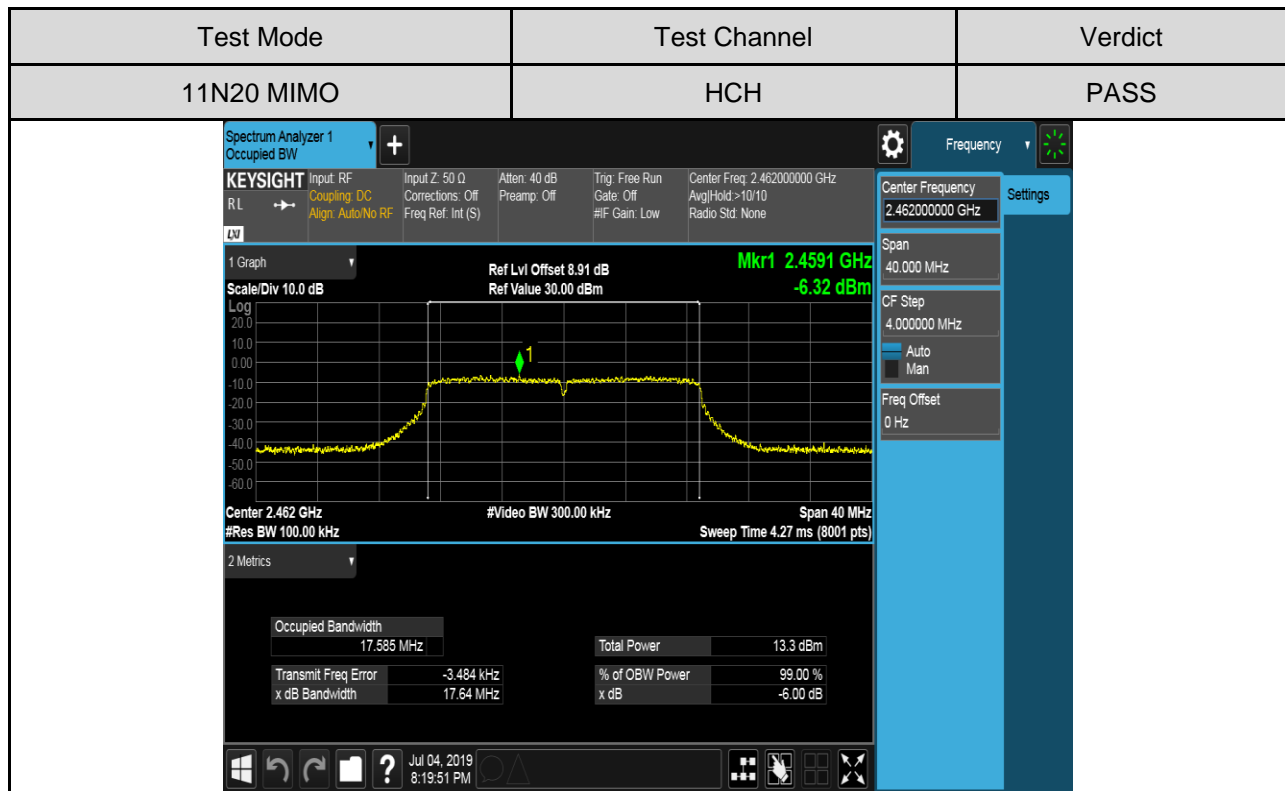 Test Mode Test Channel Verdict
11N20 MIMO HCH PASS
Spectrum Analyzer 1
Occupied BW
+
Frequency
KEYSIGHT Input: RF Input Z: 50 Ω Atten: 40 dB Trig: Free Run Center Freq: 2.462000000 GHz
RL Coupling: DC Corrections: Off Preamp: Off Gate: Off Avg|Hold:>10/10
Align: Auto/No RF Freq Ref: Int (S) #IF Gain: Low Radio Std: None
LXI
Center Frequency
2.462000000 GHz
Settings
Span
40.000 MHz
CF Step
4.000000 MHz
Auto
Man
Freq Offset
0 Hz
1 Graph
Ref Lvl Offset 8.91 dB
Mkr1 2.4591 GHz
Scale/Div 10.0 dB
Ref Value 30.00 dBm
-6.32 dBm
Log
20.0
10.0
0.00
-10.0
-20.0
-30.0
-40.0
-50.0
-60.0
1
Center 2.462 GHz #Video BW 300.00 kHz Span 40 MHz
#Res BW 100.00 kHz Sweep Time 4.27 ms (8001 pts)
2 Metrics
Occupied Bandwidth
17.585 MHz
Total Power 13.3 dBm
Transmit Freq Error -3.484 kHz % of OBW Power 99.00 %
x dB Bandwidth 17.64 MHz x dB -6.00 dB
?
Jul 04, 2019
8:19:51 PM